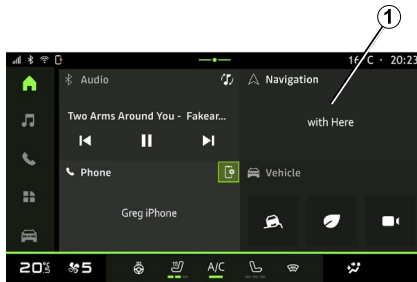 1
16°C · 20:23
Audio
Navigation
Two Arms Around You - Fakear...
with Here
Phone
Vehicle
Greg iPhone
20°5 5 A/C